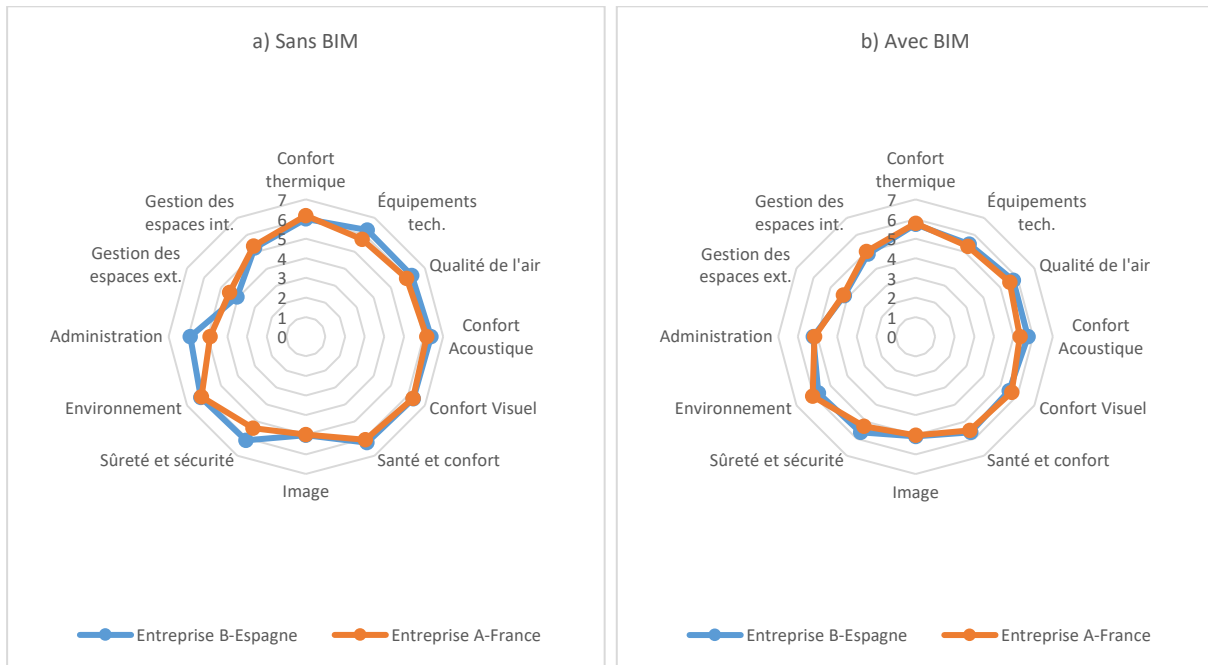 a) Sans BIM
Confort
thermique
Équipements
tech.
Qualité de l'air
Confort
Acoustique
Confort Visuel
Santé et confort
Image
Sûreté et sécurité
Environnement
Administration
Gestion des
espaces ext.
Gestion des
espaces int.
7
6
5
4
3
2
1
0
Entreprise B-Espagne
Entreprise A-France
b) Avec BIM
Confort
thermique
Équipements
tech.
Qualité de l'air
Confort
Acoustique
Confort Visuel
Santé et confort
Image
Sûreté et sécurité
Environnement
Administration
Gestion des
espaces ext.
Gestion des
espaces int.
7
6
5
4
3
2
1
0
Entreprise B-Espagne
Entreprise A-France